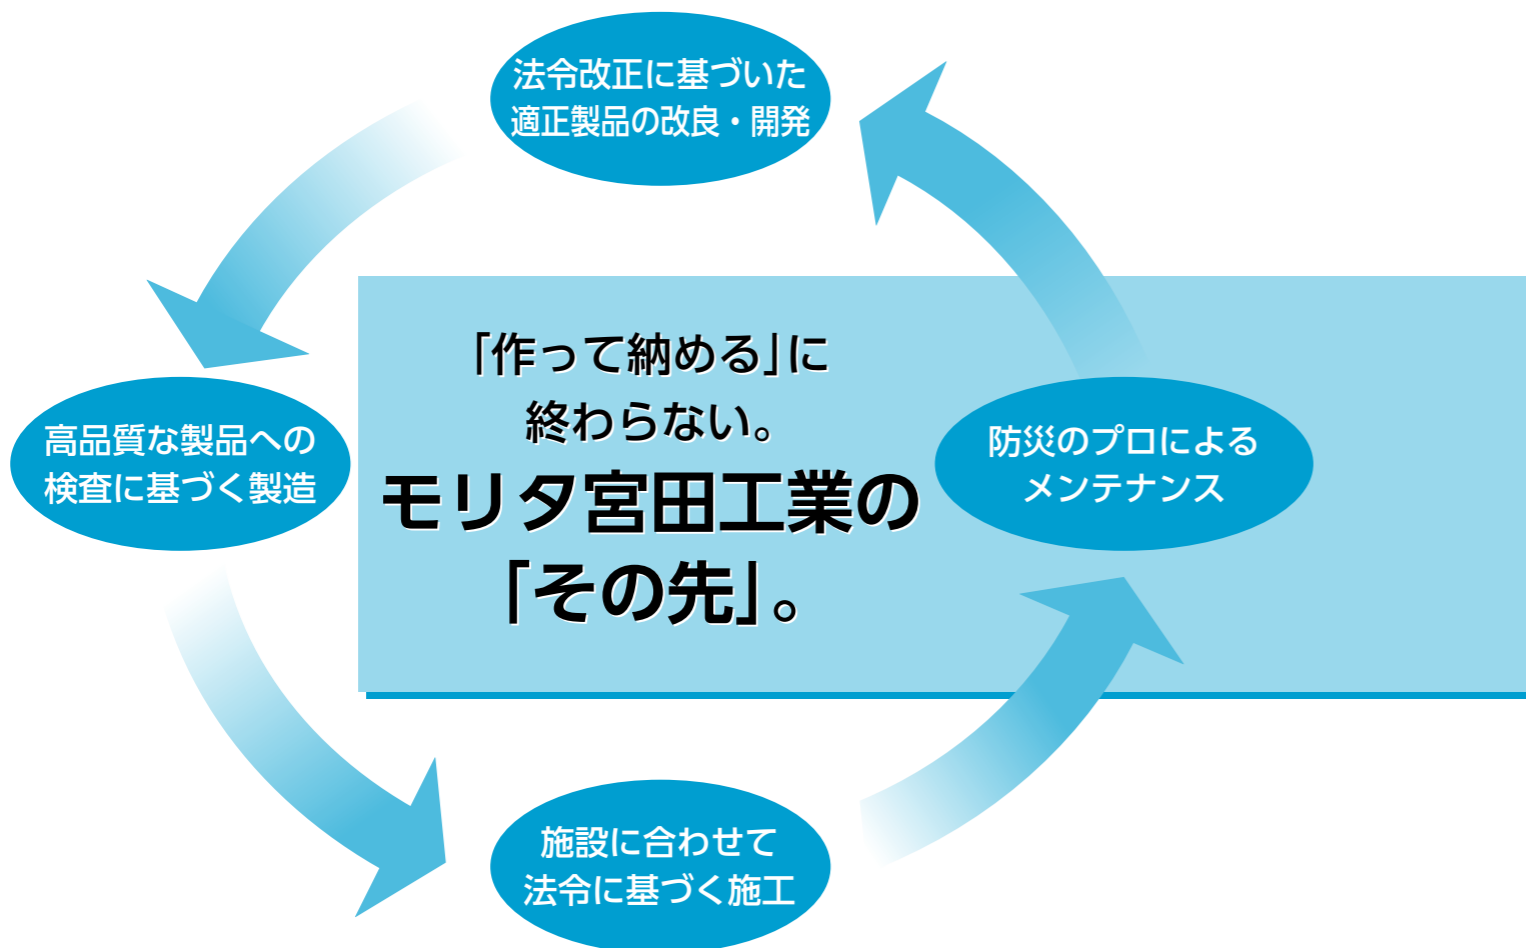 法令改正に基づいた
適正製品の改良・開発
「作って納める」に
終わらない。
モリタ宮田工業の
「その先」。
高品質な製品への
検査に基づく製造
防災のプロによる
メンテナンス
施設に合わせて
法令に基づく施工